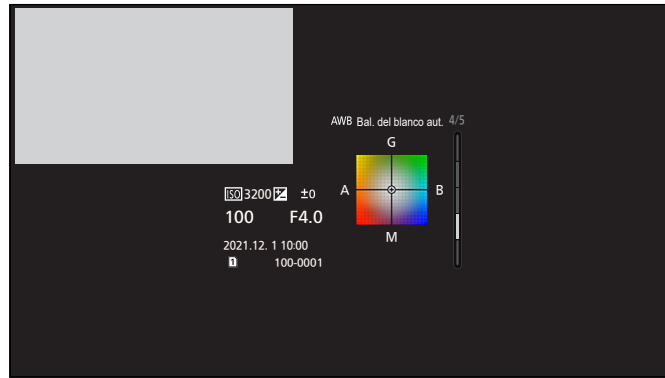 AWB Bal. del blanco aut. 4/5
G
A B
M
ISO 3200 ±0
100 F4.0
2021.12. 1 10:00
1 100-0001